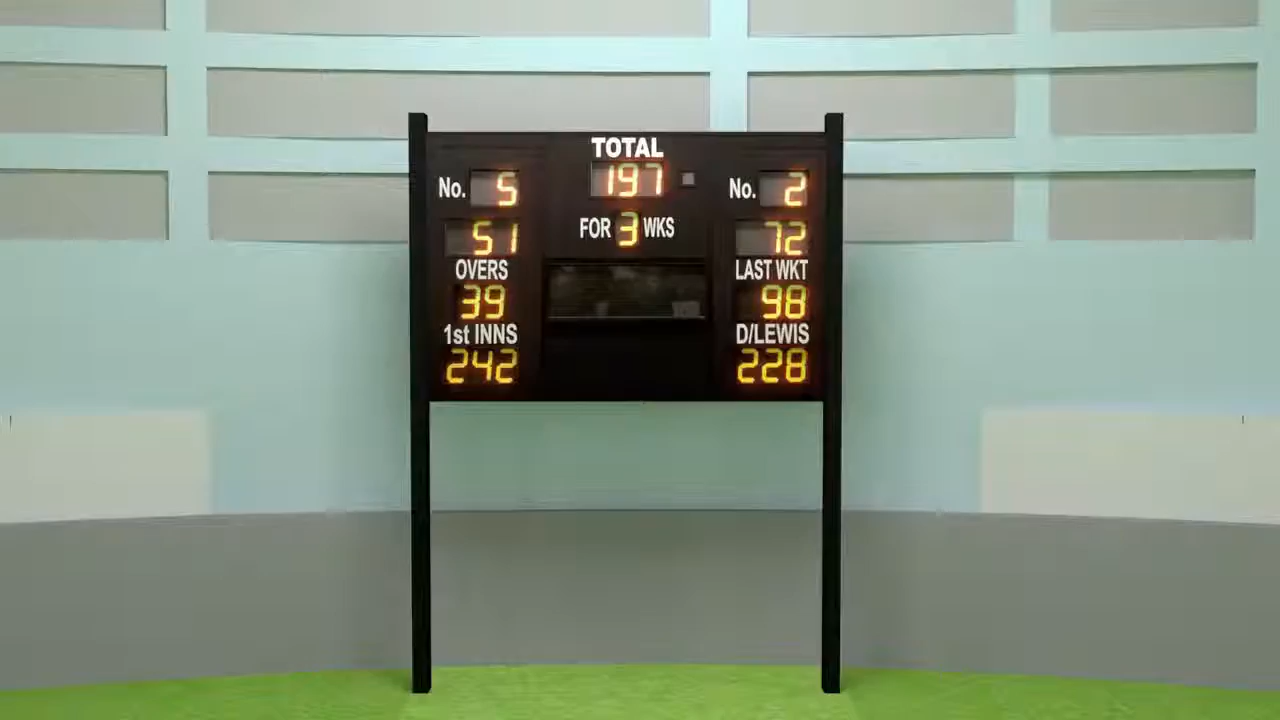 TOTAL
No. 5 197 No. 2
51 FOR 3 WKS 72
OVERS LAST WKT
39 98
1st INNS D/LEWIS
242 228